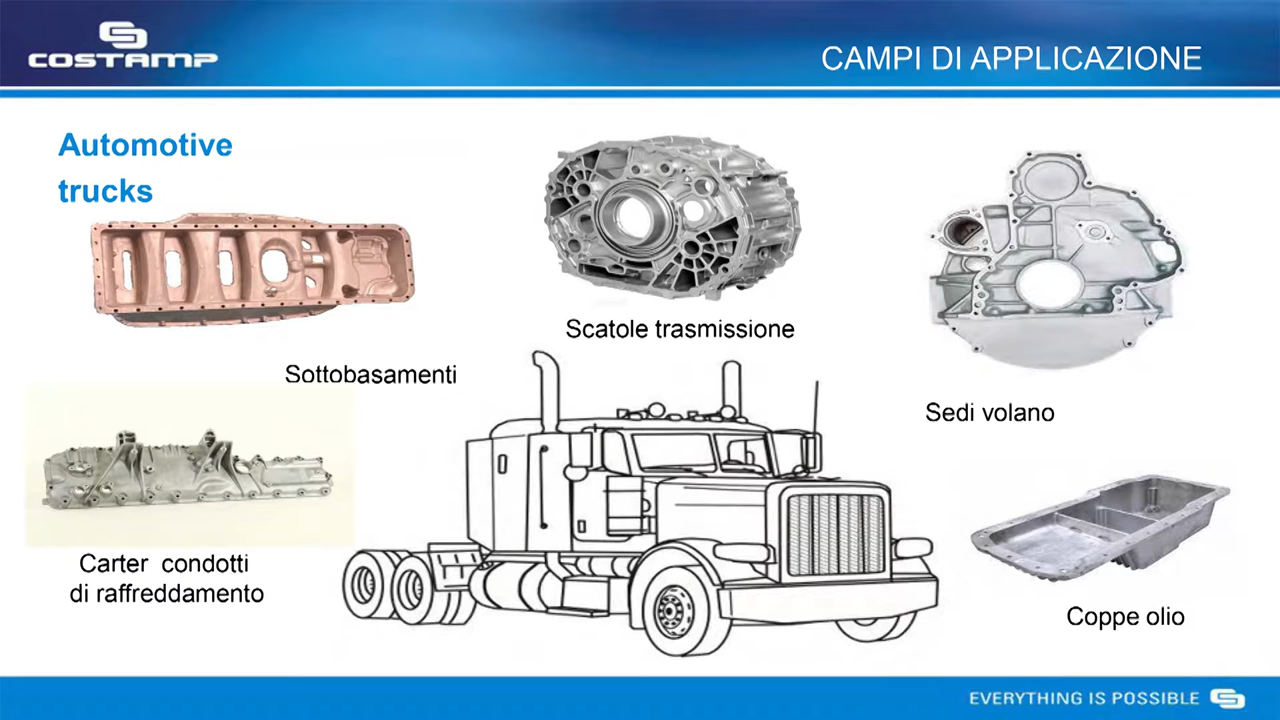 COSTAMP
CAMPI DI APPLICAZIONE
Automotive
trucks
Scatole trasmissione
Sottobasamenti
Sedi volano
Carter condotti
di raffreddamento
Coppe olio
EVERYTHING IS POSSIBLE